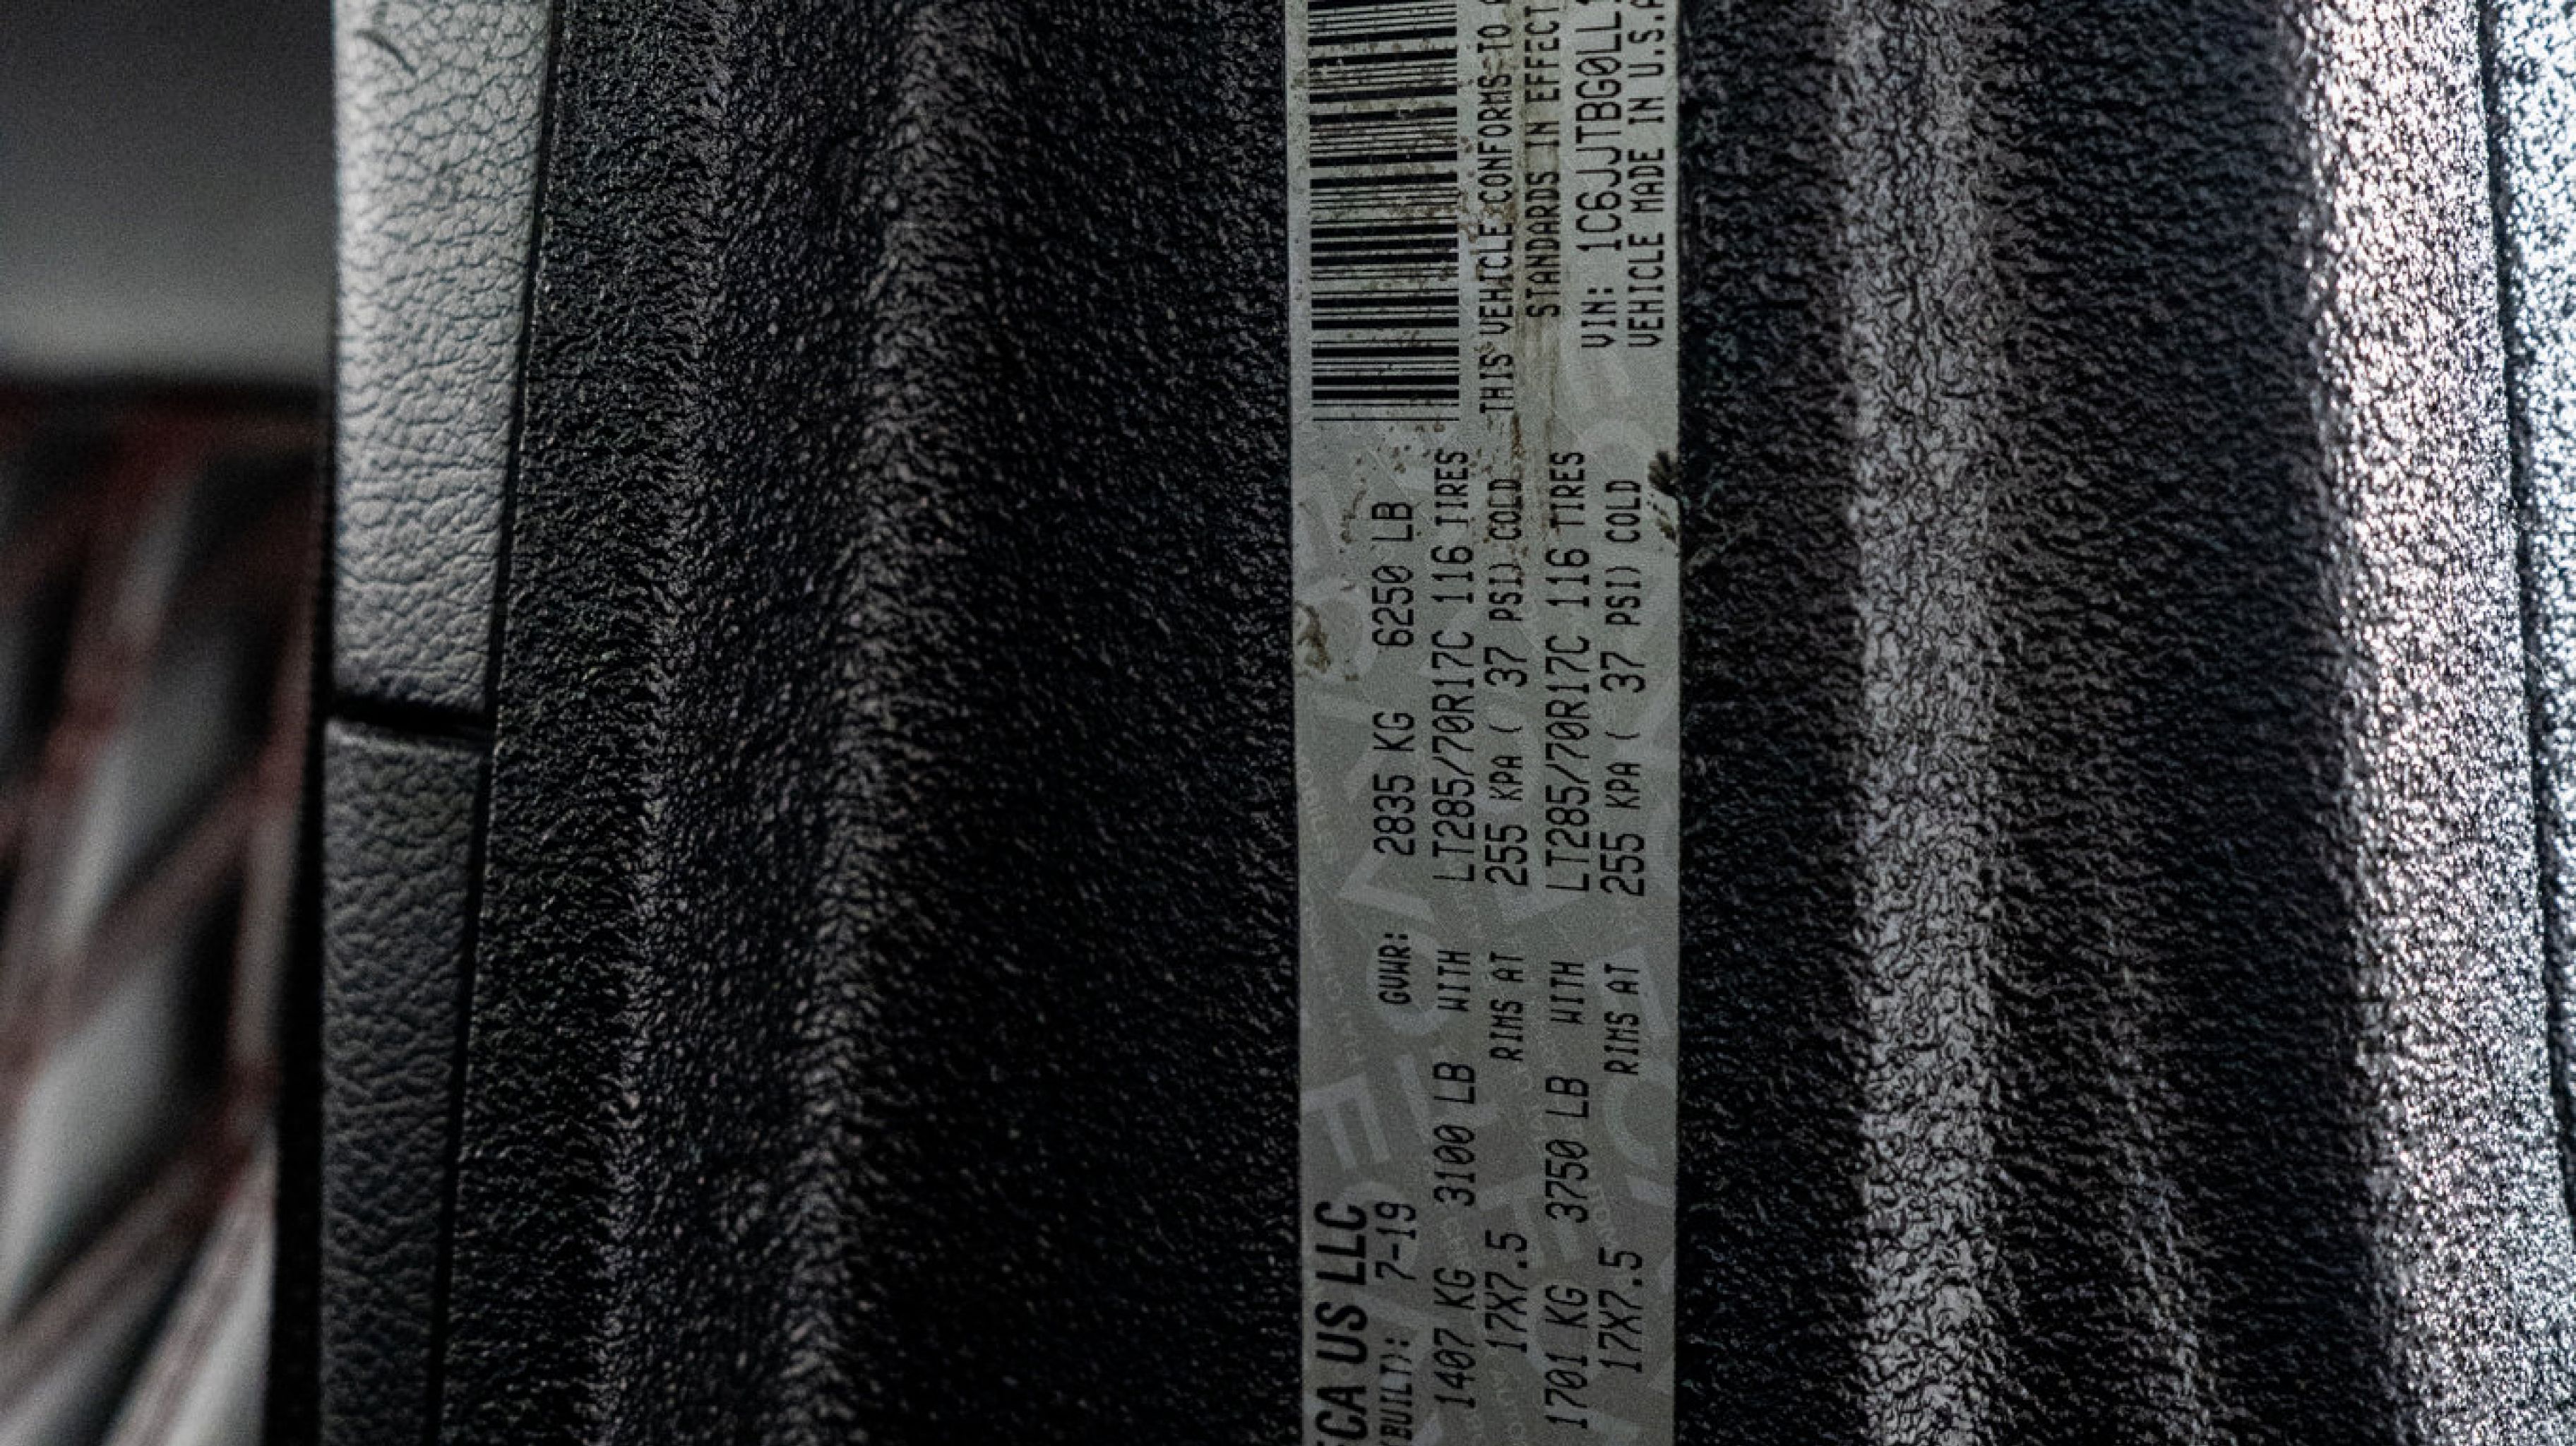 FCA US LLC
(BUILT): 7-19 GVWR: 2835 KG 6250 LB
1407 KG 3100 LB WITH LT285/70R17C 116 TIRES
17X7.5 RIMS AT 255 KPA ( 37 PSI) COLD
1701 KG 3750 LB WITH LT285/70R17C 116 TIRES
17X7.5 RIMS AT 255 KPA ( 37 PSI) COLD
THIS VEHICLE CONFORMS TO
STANDARDS IN EFFECT
VIN: 1C6JJTBG0LL
VEHICLE MADE IN U.S.A